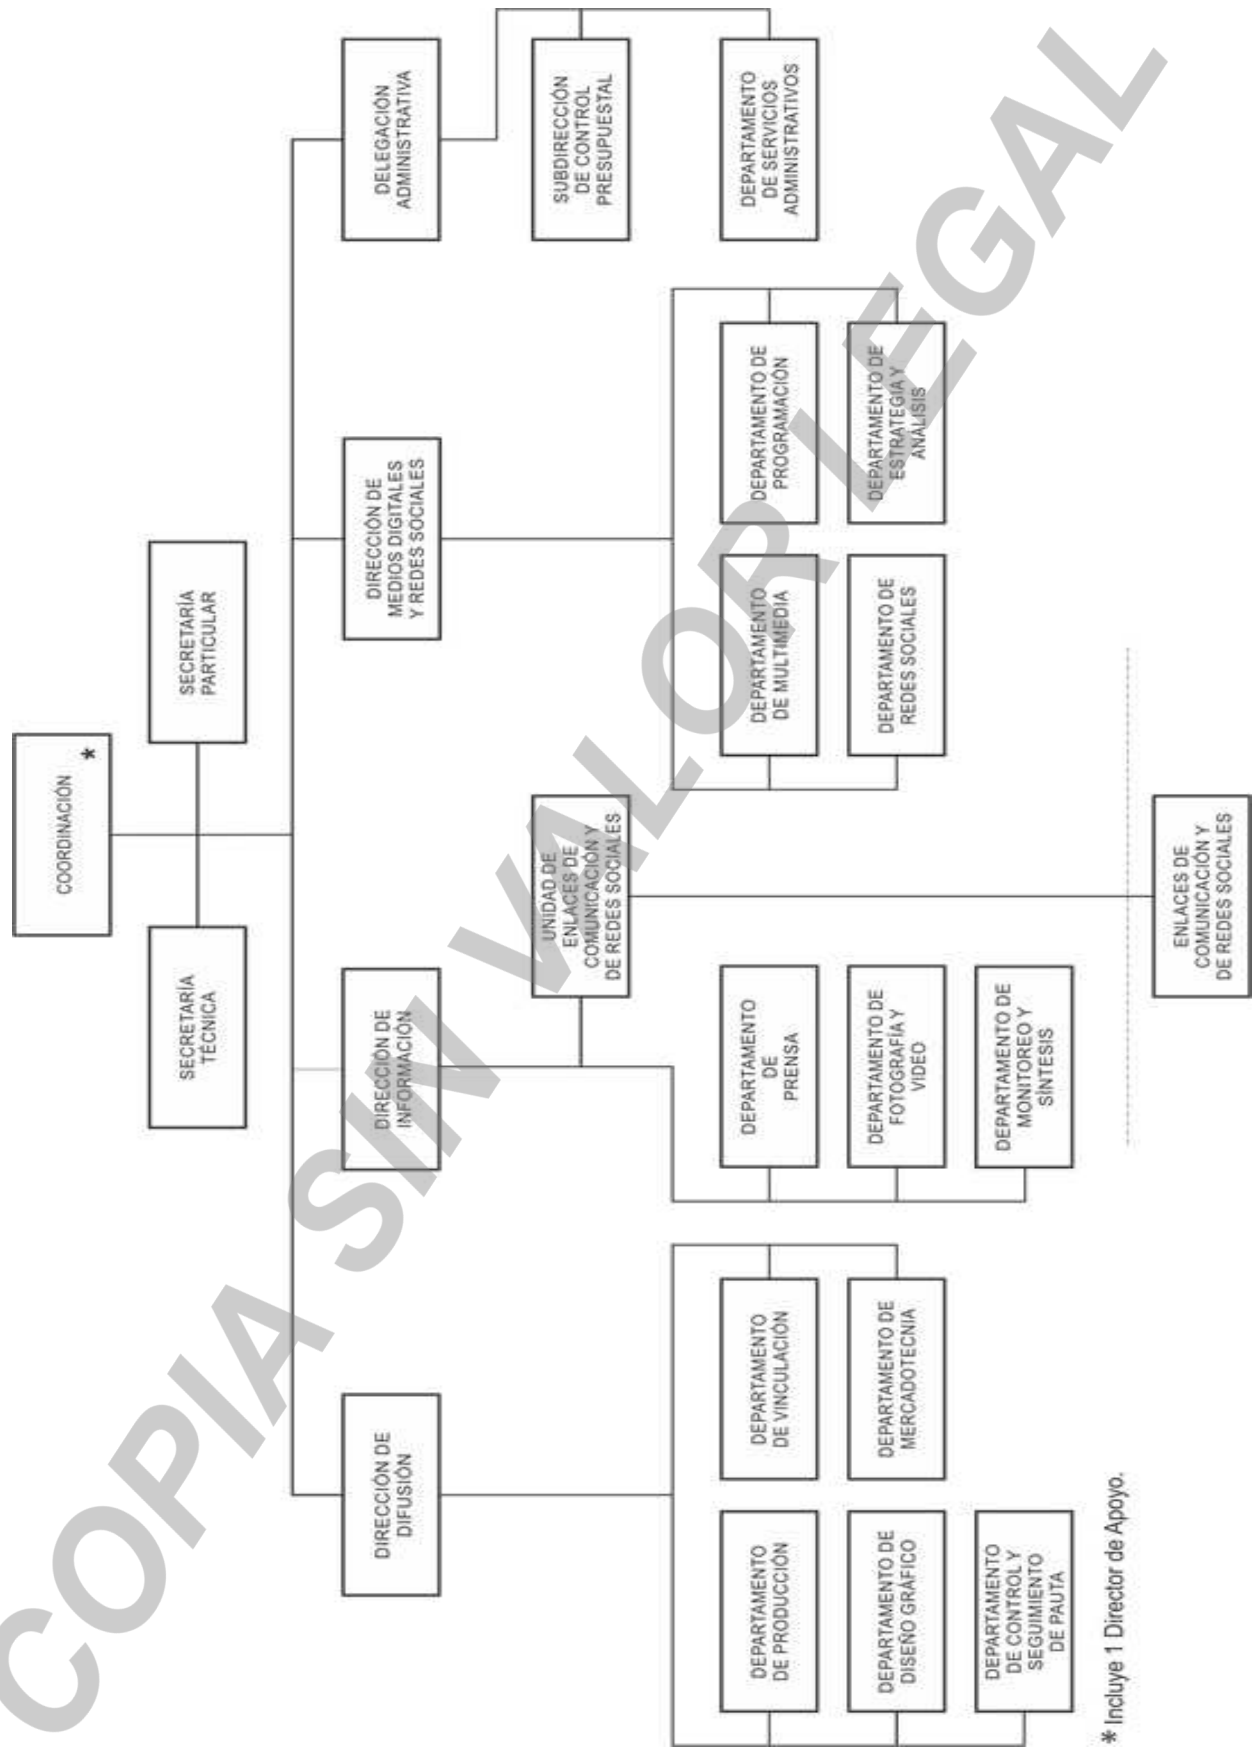 COORDINACIÓN
*
SECRETARÍA
TÉCNICA
SECRETARÍA
PARTICULAR
DIRECCIÓN DE
DIFUSIÓN
DIRECCIÓN DE
INFORMACIÓN
DIRECCIÓN DE
MEDIOS DIGITALES
Y REDES SOCIALES
DELEGACIÓN
ADMINISTRATIVA
UNIDAD DE
ENLACES DE
COMUNICACIÓN Y
DE REDES SOCIALES
SUBDIRECCIÓN
DE CONTROL
PRESUPUESTAL
DEPARTAMENTO
DE PRODUCCIÓN
DEPARTAMENTO
DE VINCULACIÓN
DEPARTAMENTO
DE
PRENSA
DEPARTAMENTO
DE MULTIMEDIA
DEPARTAMENTO DE
PROGRAMACIÓN
DEPARTAMENTO
DE SERVICIOS
ADMINISTRATIVOS
DEPARTAMENTO DE
DISEÑO GRÁFICO
DEPARTAMENTO DE
MERCADOTECNIA
DEPARTAMENTO DE
FOTOGRAFÍA Y
VIDEO
DEPARTAMENTO DE
REDES SOCIALES
DEPARTAMENTO DE
ESTRATEGIA Y
ANÁLISIS
DEPARTAMENTO
DE CONTROL Y
SEGUIMIENTO
DE PAUTA
DEPARTAMENTO DE
MONITOREO Y
SÍNTESIS
ENLACES DE
COMUNICACIÓN Y
DE REDES SOCIALES
* Incluye 1 Director de Apoyo.
COPIA SIN VALOR LEGAL